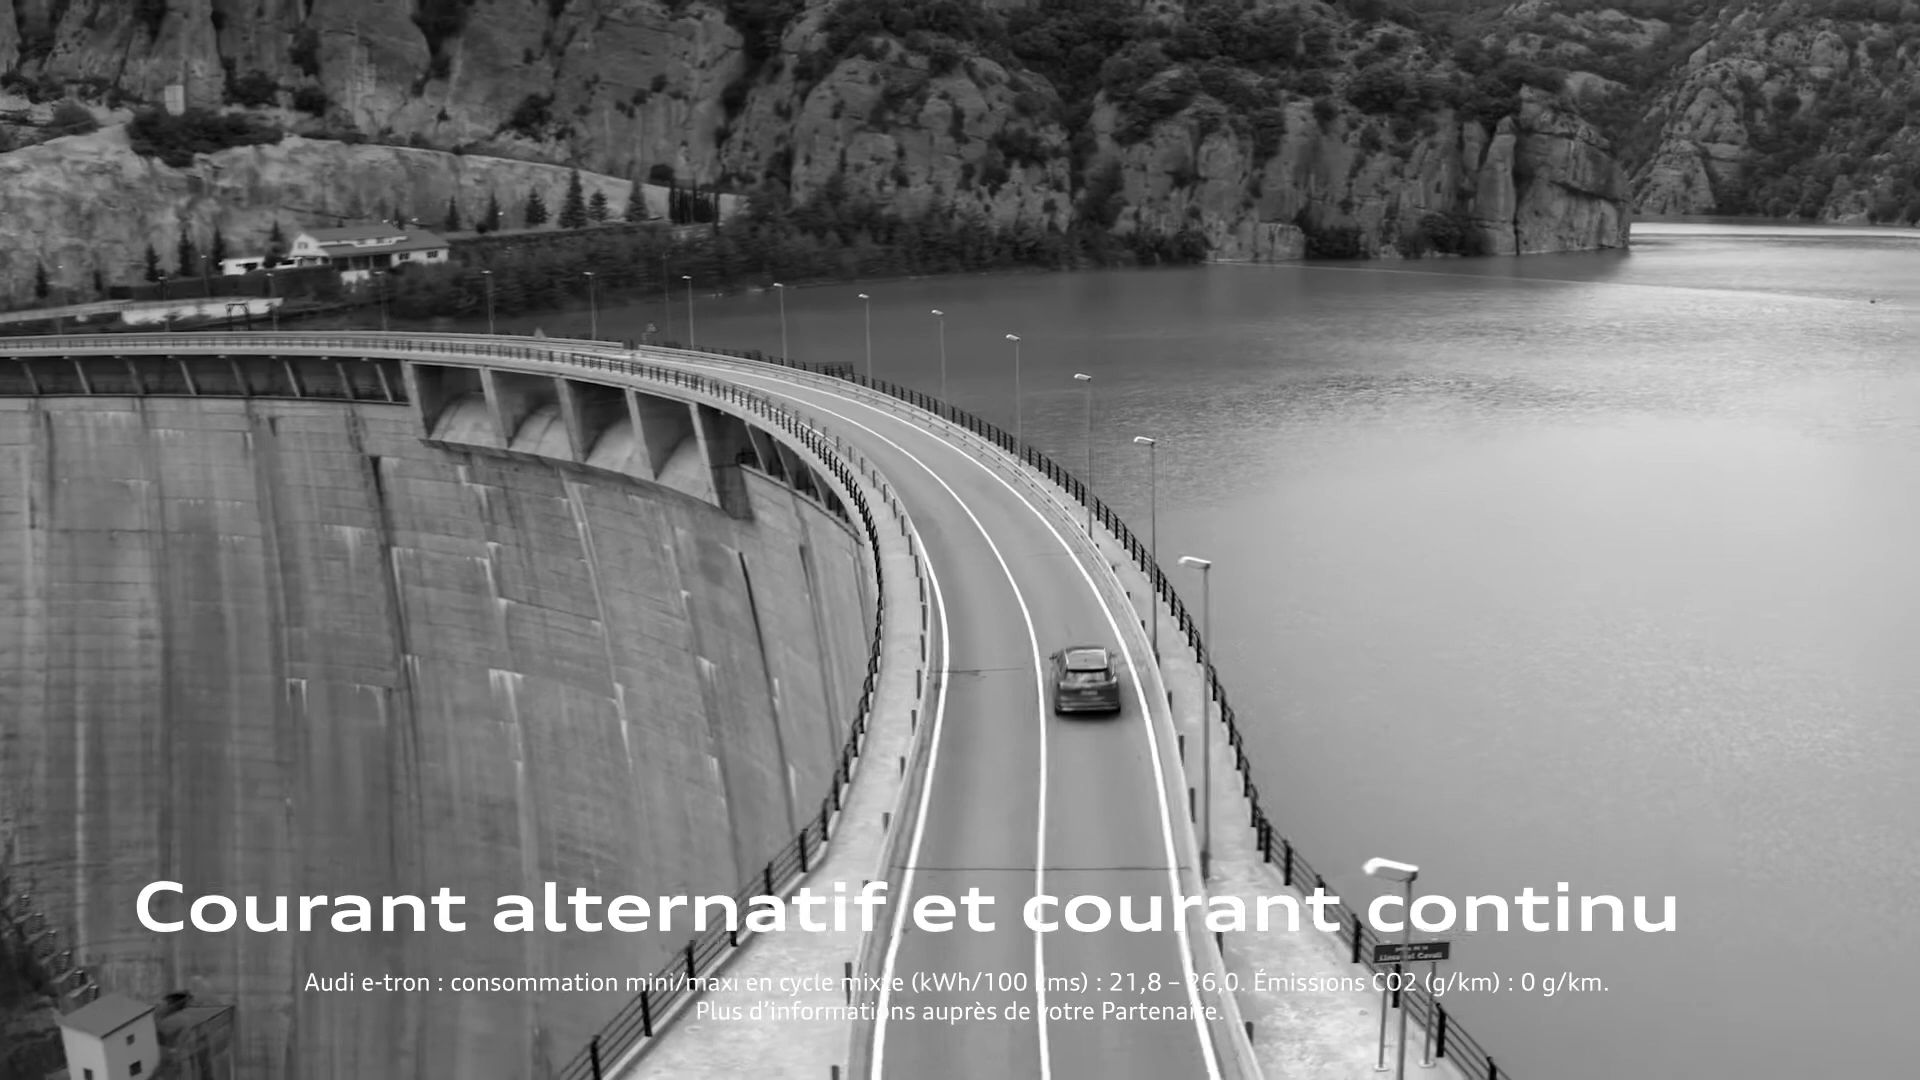 Courant alternatif et courant continu
Audi e-tron : consommation mini/maxi en cycle mixte (kWh/100 kms) : 21,8 – 26,0. Émissions CO2 (g/km) : 0 g/km.
Plus d’informations auprès de votre Partenaire.